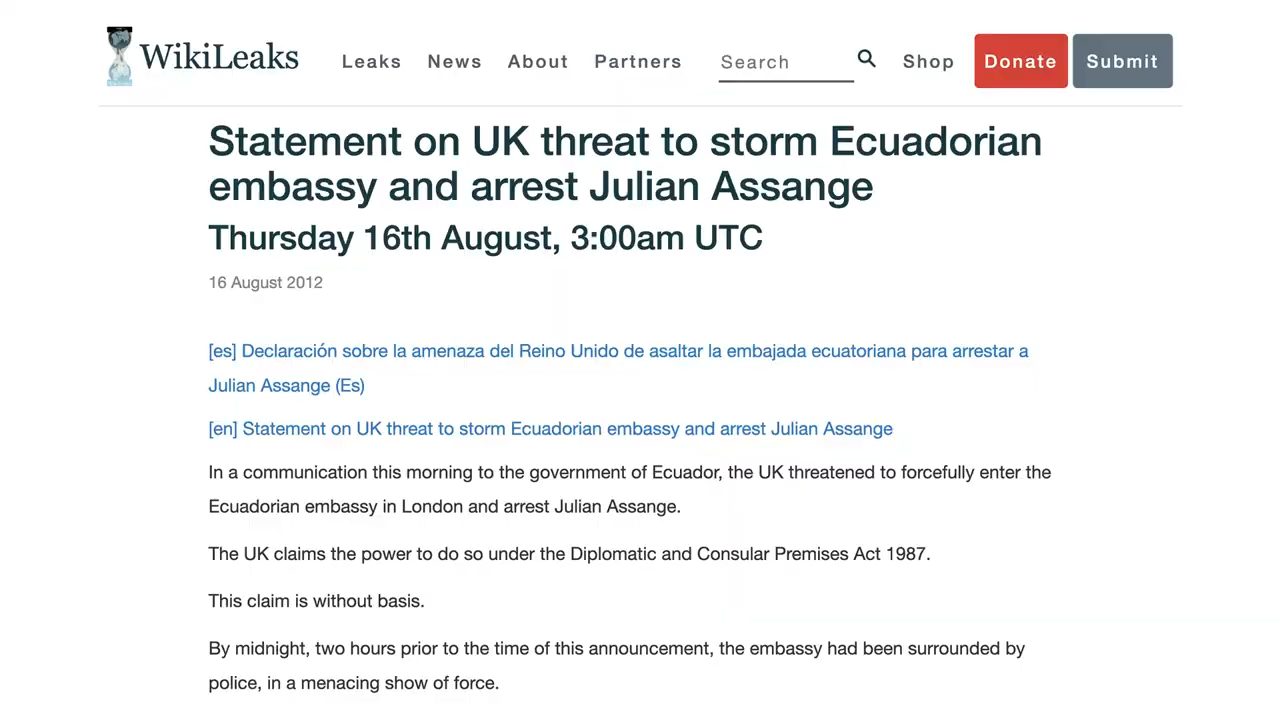 WikiLeaks Leaks News About Partners Search Shop Donate Submit
Statement on UK threat to storm Ecuadorian
embassy and arrest Julian Assange
Thursday 16th August, 3:00am UTC
16 August 2012
[es] Declaración sobre la amenaza del Reino Unido de asaltar la embajada ecuatoriana para arrestar a
Julian Assange (Es)
[en] Statement on UK threat to storm Ecuadorian embassy and arrest Julian Assange
In a communication this morning to the government of Ecuador, the UK threatened to forcefully enter the
Ecuadorian embassy in London and arrest Julian Assange.
The UK claims the power to do so under the Diplomatic and Consular Premises Act 1987.
This claim is without basis.
By midnight, two hours prior to the time of this announcement, the embassy had been surrounded by
police, in a menacing show of force.